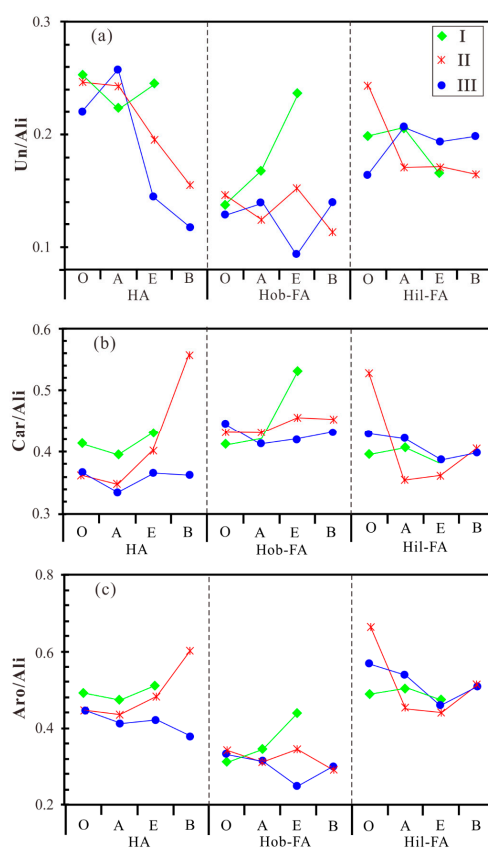 0.3
(a)
I
II
III
0.2
0.1
Un/Ali
O A E B O A E B O A E B
HA Hob-FA Hil-FA
0.6
(b)
0.5
0.4
0.3
Car/Ali
O A E B O A E B O A E B
HA Hob-FA Hil-FA
0.8
(c)
0.6
0.4
0.2
Aro/Ali
O A E B O A E B O A E B
HA Hob-FA Hil-FA